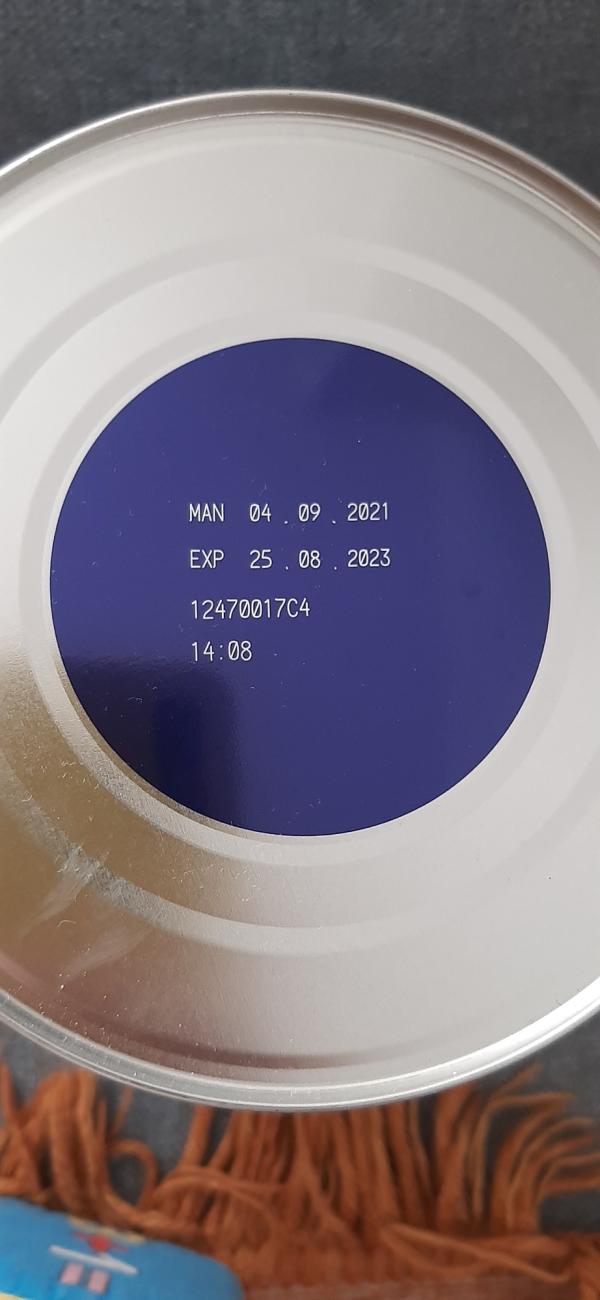 MAN 04 . 09 . 2021
EXP 25 . 08 . 2023
12470017C4
14:08